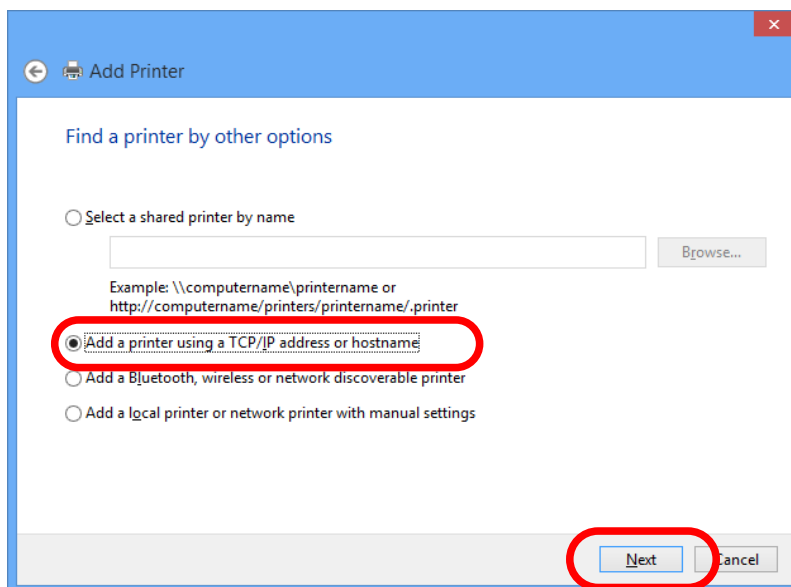 Add Printer
Find a printer by other options
Select a shared printer by name
Browse...
Example: \\computername\printername or
http://computername/printers/printername/.printer
Add a printer using a TCP/IP address or hostname
Add a Bluetooth, wireless or network discoverable printer
Add a local printer or network printer with manual settings
Next Cancel